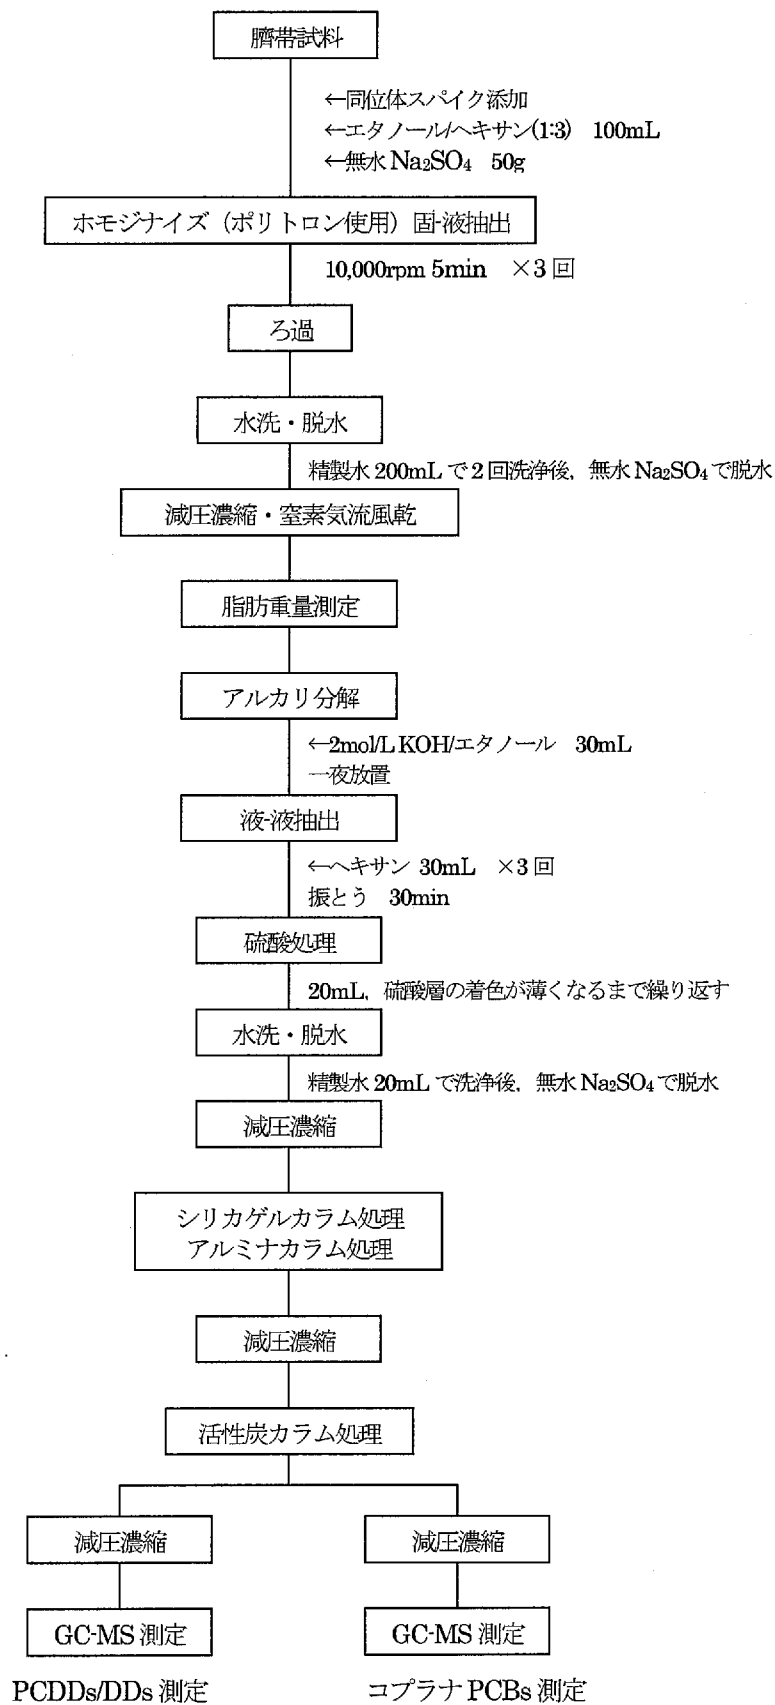 臍帯試料
←同位体スパイク添加
←エタノール/ヘキサン(1:3) 100mL
←無水Na₂SO₄ 50g
ホモジナイズ（ポリトロン使用）固-液抽出
10,000rpm 5min ×3回
ろ過
水洗・脱水
精製水200mLで2回洗浄後，無水Na₂SO₄で脱水
減圧濃縮・窒素気流風乾
脂肪重量測定
アルカリ分解
←2mol/L KOH/エタノール 30mL
一夜放置
液-液抽出
←ヘキサン 30mL ×3回
振とう 30min
硫酸処理
20mL，硫酸層の着色が薄くなるまで繰り返す
水洗・脱水
精製水20mLで洗浄後，無水Na₂SO₄で脱水
減圧濃縮
シリカゲルカラム処理
アルミナカラム処理
減圧濃縮
活性炭カラム処理
減圧濃縮
減圧濃縮
GC-MS測定
GC-MS測定
PCDDs/DDs測定
コプラナPCBs測定